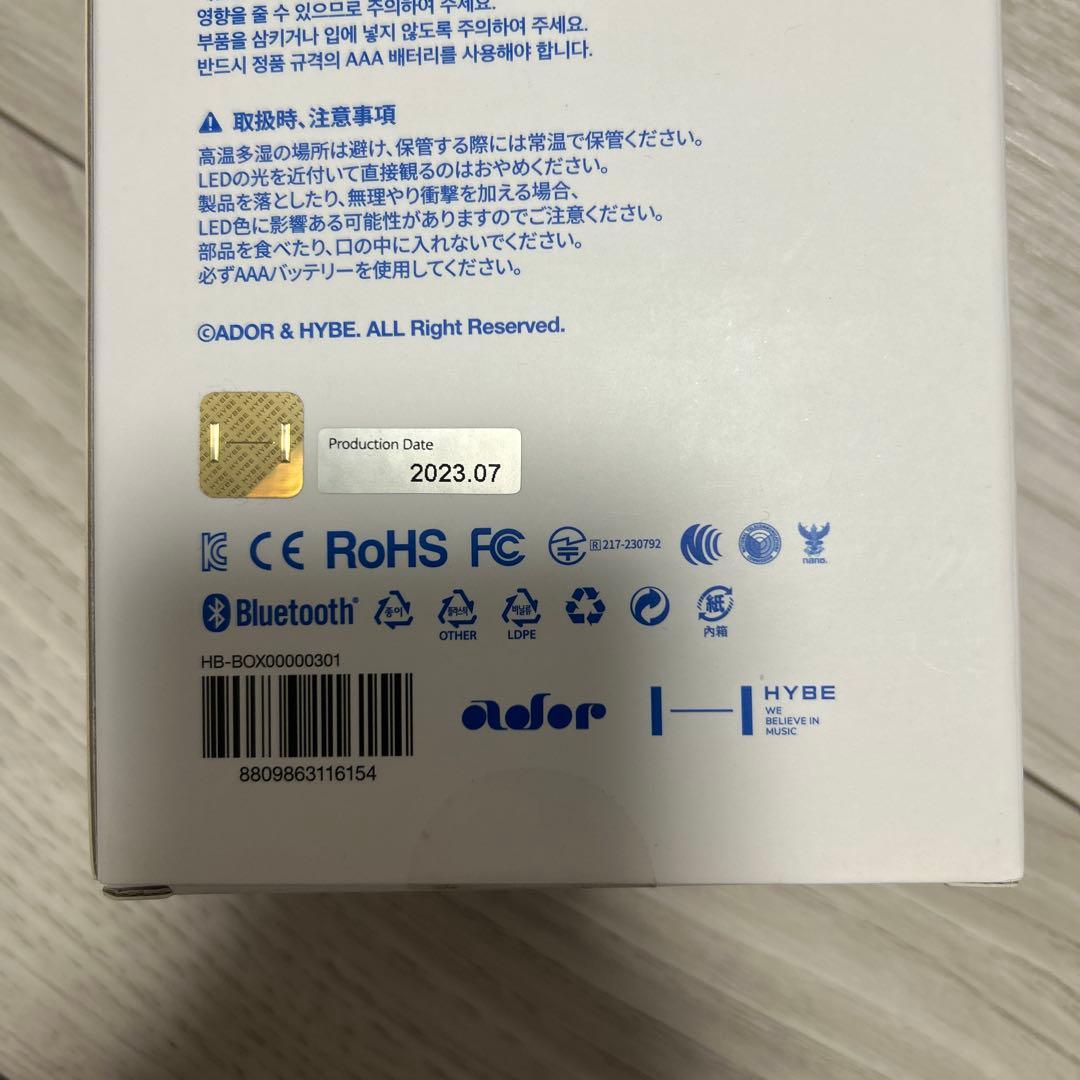 영향을 줄 수 있으므로 주의하여 주세요.
부품을 삼키거나 입에 넣지 않도록 주의하여 주세요.
반드시 정품 규격의 AAA 배터리를 사용해야 합니다.
取扱時、注意事項
高温多湿の場所は避け、保管する際には常温で保管ください。
LEDの光を近付いて直接観るのはおやめください。
製品を落としたり、無理やり衝撃を加える場合、
LED色に影響ある可能性がありますのでご注意ください。
部品を食べたり、口の中に入れないでください。
必ずAAAバッテリーを使用してください。
©ADOR & HYBE. ALL Right Reserved.
Production Date
2023.07
CE RoHS FC R 217-230792
nano.
Bluetooth® 종이 플라스틱 비닐류 紙
OTHER LDPE 內箱
HB-BOX00000301
8809863116154
ador
HYBE
WE
BELIEVE IN
MUSIC